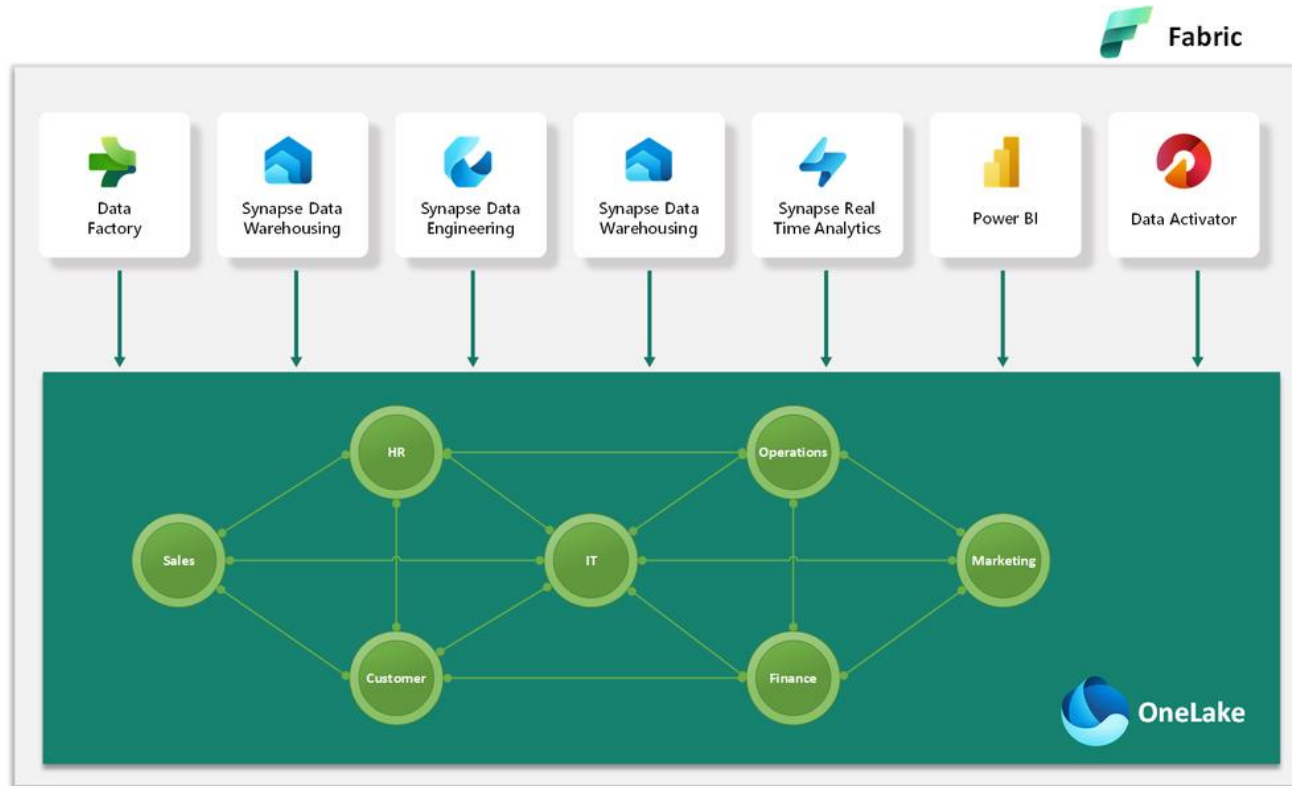 Fabric
Data
Factory
Synapse Data
Warehousing
Synapse Data
Engineering
Synapse Data
Warehousing
Synapse Real
Time Analytics
Power BI
Data Activator
HR
Operations
Sales
IT
Marketing
Customer
Finance
OneLake